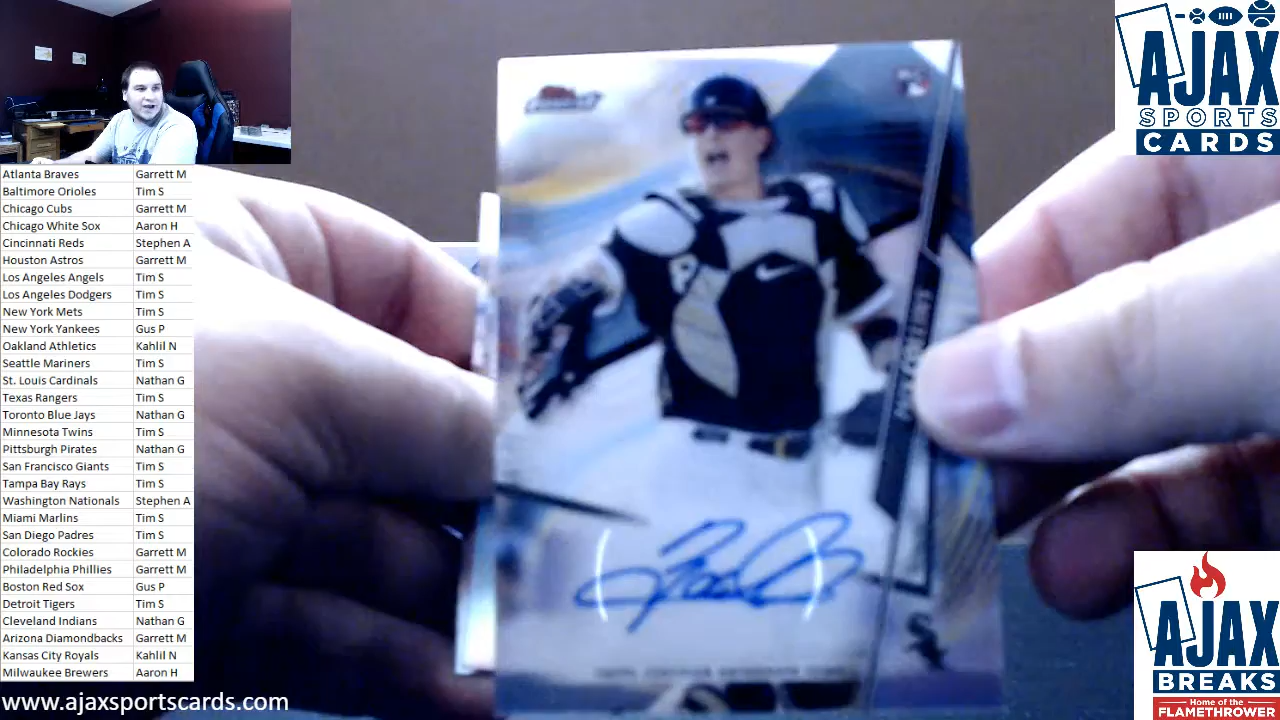 AJAX
SPORTS
CARDS
Atlanta Braves Garrett M
Baltimore Orioles Tim S
Chicago Cubs Garrett M
Chicago White Sox Aaron H
Cincinnati Reds Stephen A
Houston Astros Garrett M
Los Angeles Angels Tim S
Los Angeles Dodgers Tim S
New York Mets Tim S
New York Yankees Gus P
Oakland Athletics Kahlil N
Seattle Mariners Tim S
St. Louis Cardinals Nathan G
Texas Rangers Tim S
Toronto Blue Jays Nathan G
Minnesota Twins Tim S
Pittsburgh Pirates Nathan G
San Francisco Giants Tim S
Tampa Bay Rays Tim S
Washington Nationals Stephen A
Miami Marlins Tim S
San Diego Padres Tim S
Colorado Rockies Garrett M
Philadelphia Phillies Garrett M
Boston Red Sox Gus P
Detroit Tigers Tim S
Cleveland Indians Nathan G
Arizona Diamondbacks Garrett M
Kansas City Royals Kahlil N
Milwaukee Brewers Aaron H
www.ajaxsportscards.com
AJAX
BREAKS
Home of the
FLAMETHROWER